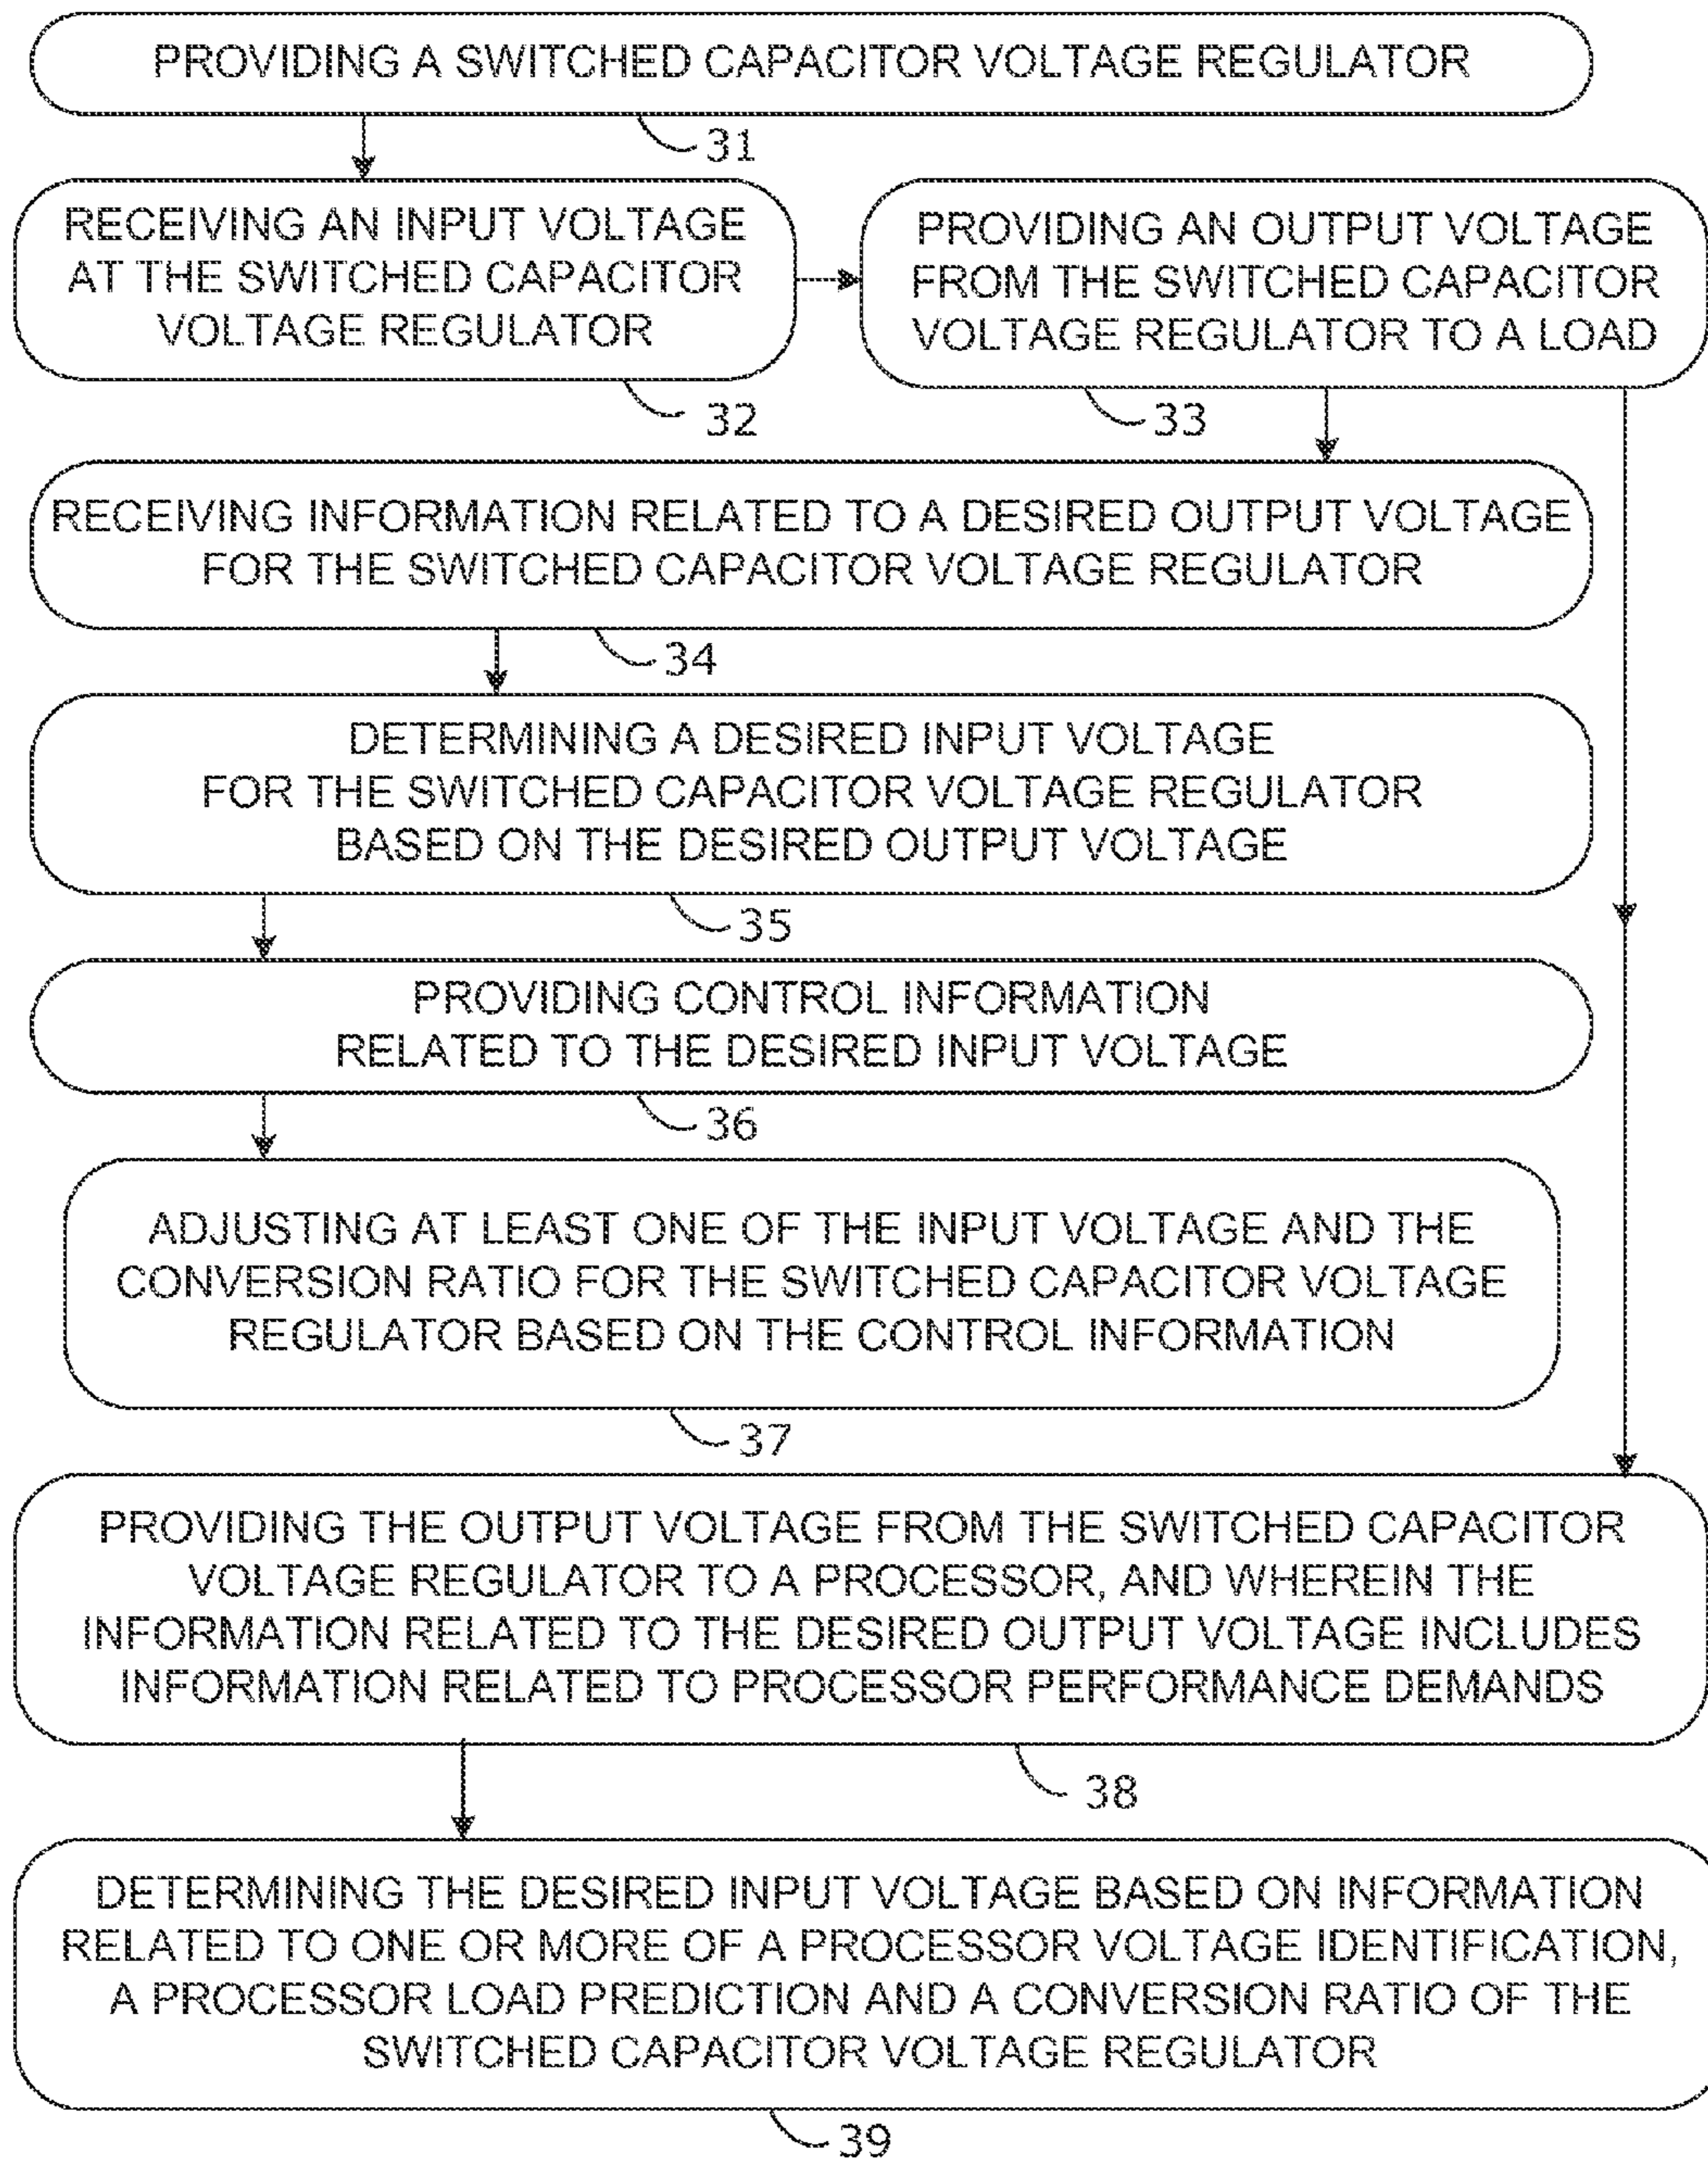 PROVIDING A SWITCHED CAPACITOR VOLTAGE REGULATOR
31
RECEIVING AN INPUT VOLTAGE
AT THE SWITCHED CAPACITOR
VOLTAGE REGULATOR
32
PROVIDING AN OUTPUT VOLTAGE
FROM THE SWITCHED CAPACITOR
VOLTAGE REGULATOR TO A LOAD
33
RECEIVING INFORMATION RELATED TO A DESIRED OUTPUT VOLTAGE
FOR THE SWITCHED CAPACITOR VOLTAGE REGULATOR
34
DETERMINING A DESIRED INPUT VOLTAGE
FOR THE SWITCHED CAPACITOR VOLTAGE REGULATOR
BASED ON THE DESIRED OUTPUT VOLTAGE
35
PROVIDING CONTROL INFORMATION
RELATED TO THE DESIRED INPUT VOLTAGE
36
ADJUSTING AT LEAST ONE OF THE INPUT VOLTAGE AND THE
CONVERSION RATIO FOR THE SWITCHED CAPACITOR VOLTAGE
REGULATOR BASED ON THE CONTROL INFORMATION
37
PROVIDING THE OUTPUT VOLTAGE FROM THE SWITCHED CAPACITOR
VOLTAGE REGULATOR TO A PROCESSOR, AND WHEREIN THE
INFORMATION RELATED TO THE DESIRED OUTPUT VOLTAGE INCLUDES
INFORMATION RELATED TO PROCESSOR PERFORMANCE DEMANDS
38
DETERMINING THE DESIRED INPUT VOLTAGE BASED ON INFORMATION
RELATED TO ONE OR MORE OF A PROCESSOR VOLTAGE IDENTIFICATION,
A PROCESSOR LOAD PREDICTION AND A CONVERSION RATIO OF THE
SWITCHED CAPACITOR VOLTAGE REGULATOR
39